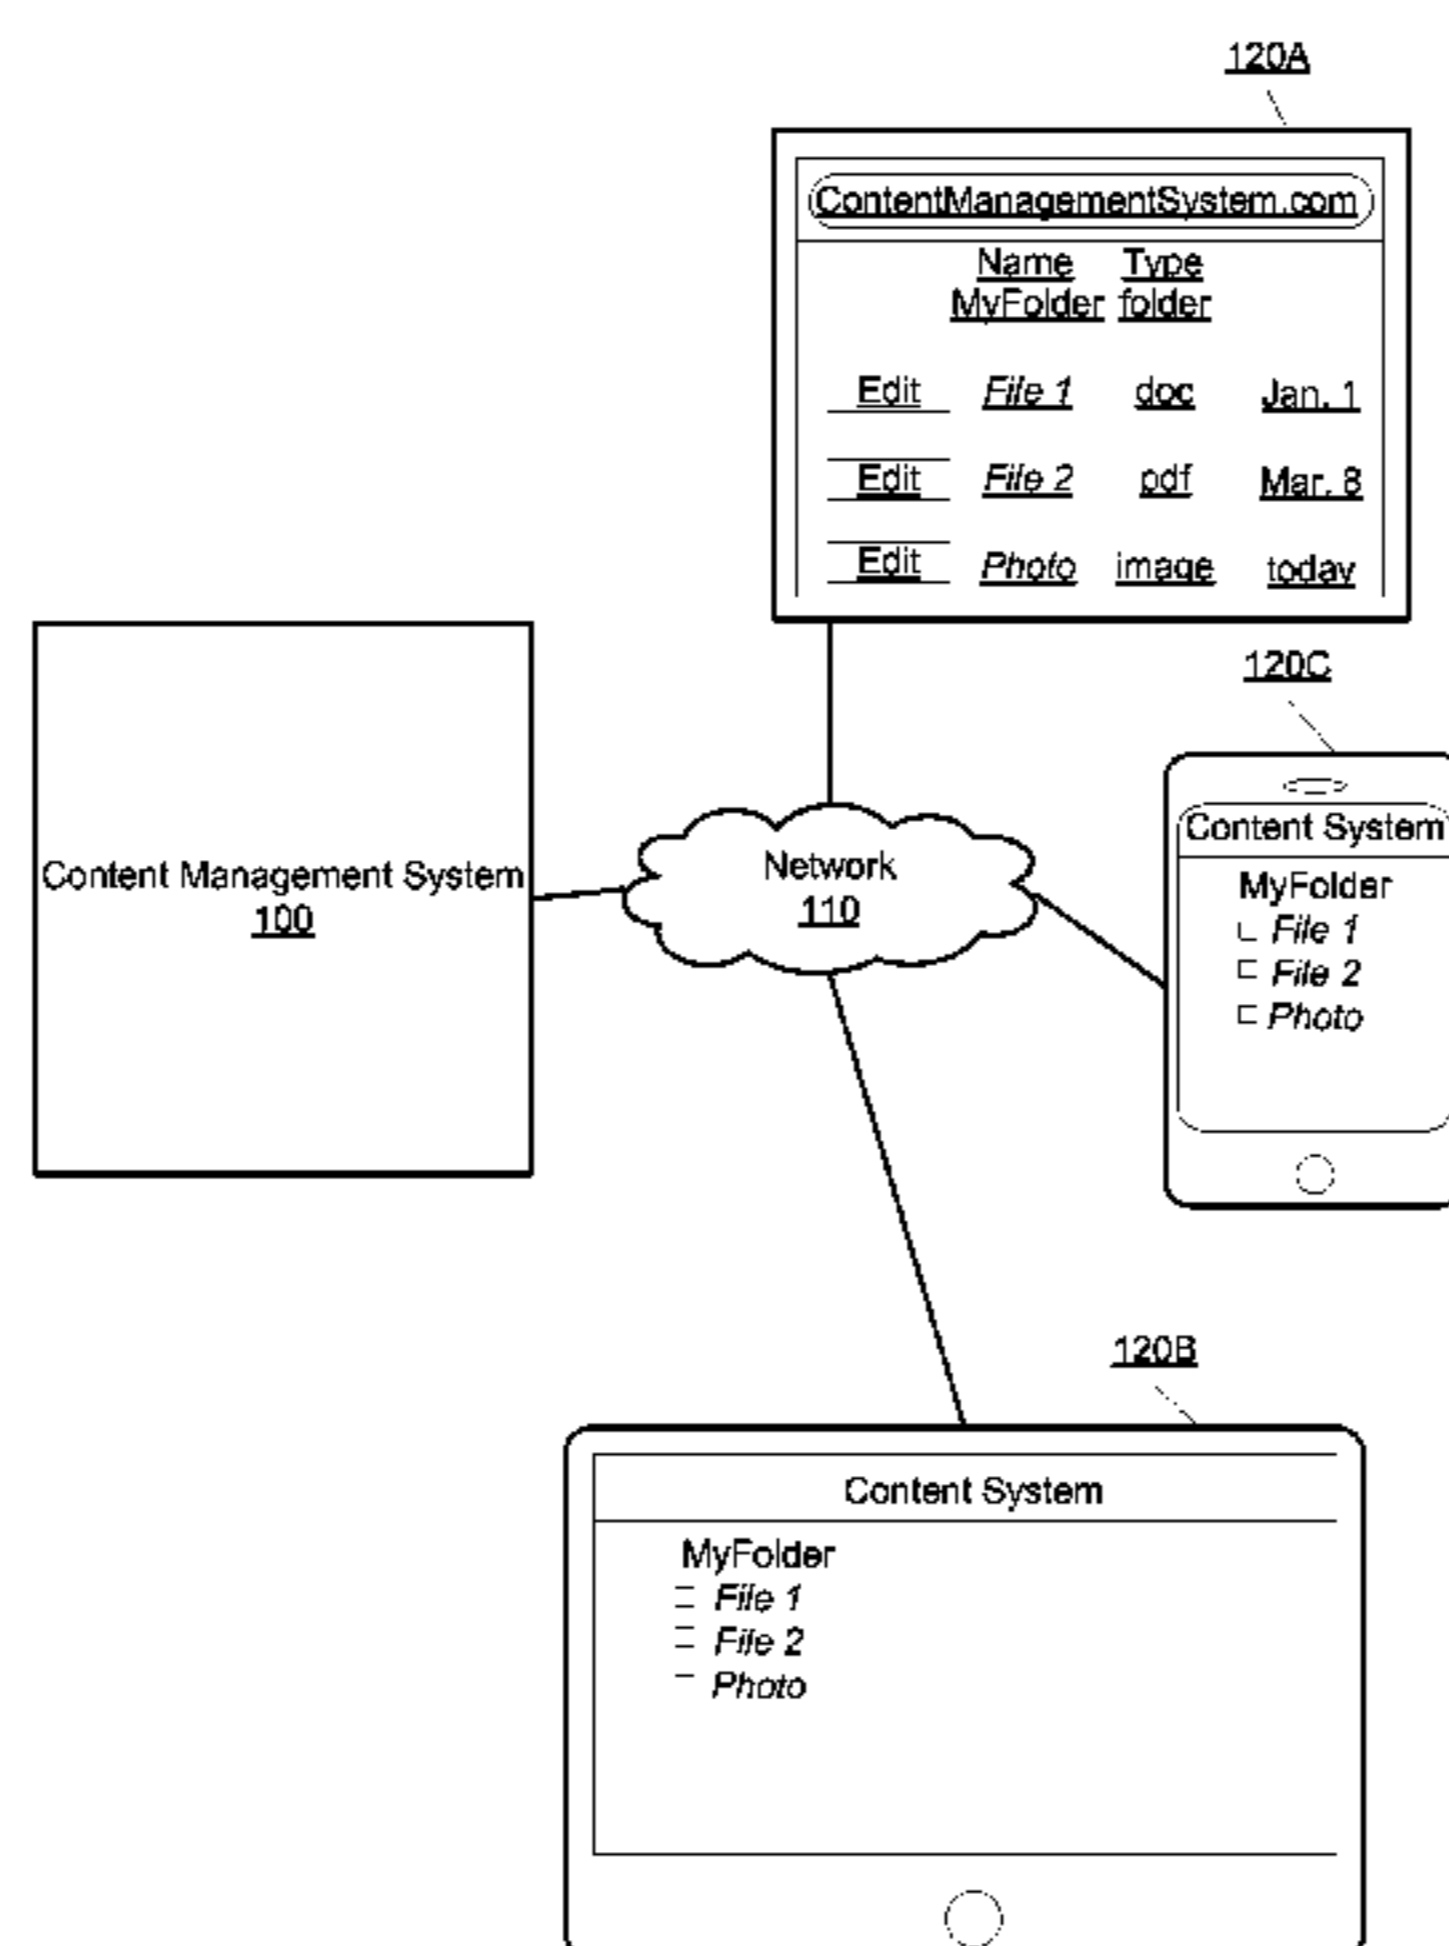 120A
ContentManagementSystem.com
Name Type
MyFolder folder
Edit File 1 doc Jan. 1
Edit File 2 pdf Mar. 8
Edit Photo image today
120C
Content System
MyFolder
File 1
File 2
Photo
Content Management System
100
Network
110
120B
Content System
MyFolder
File 1
File 2
Photo